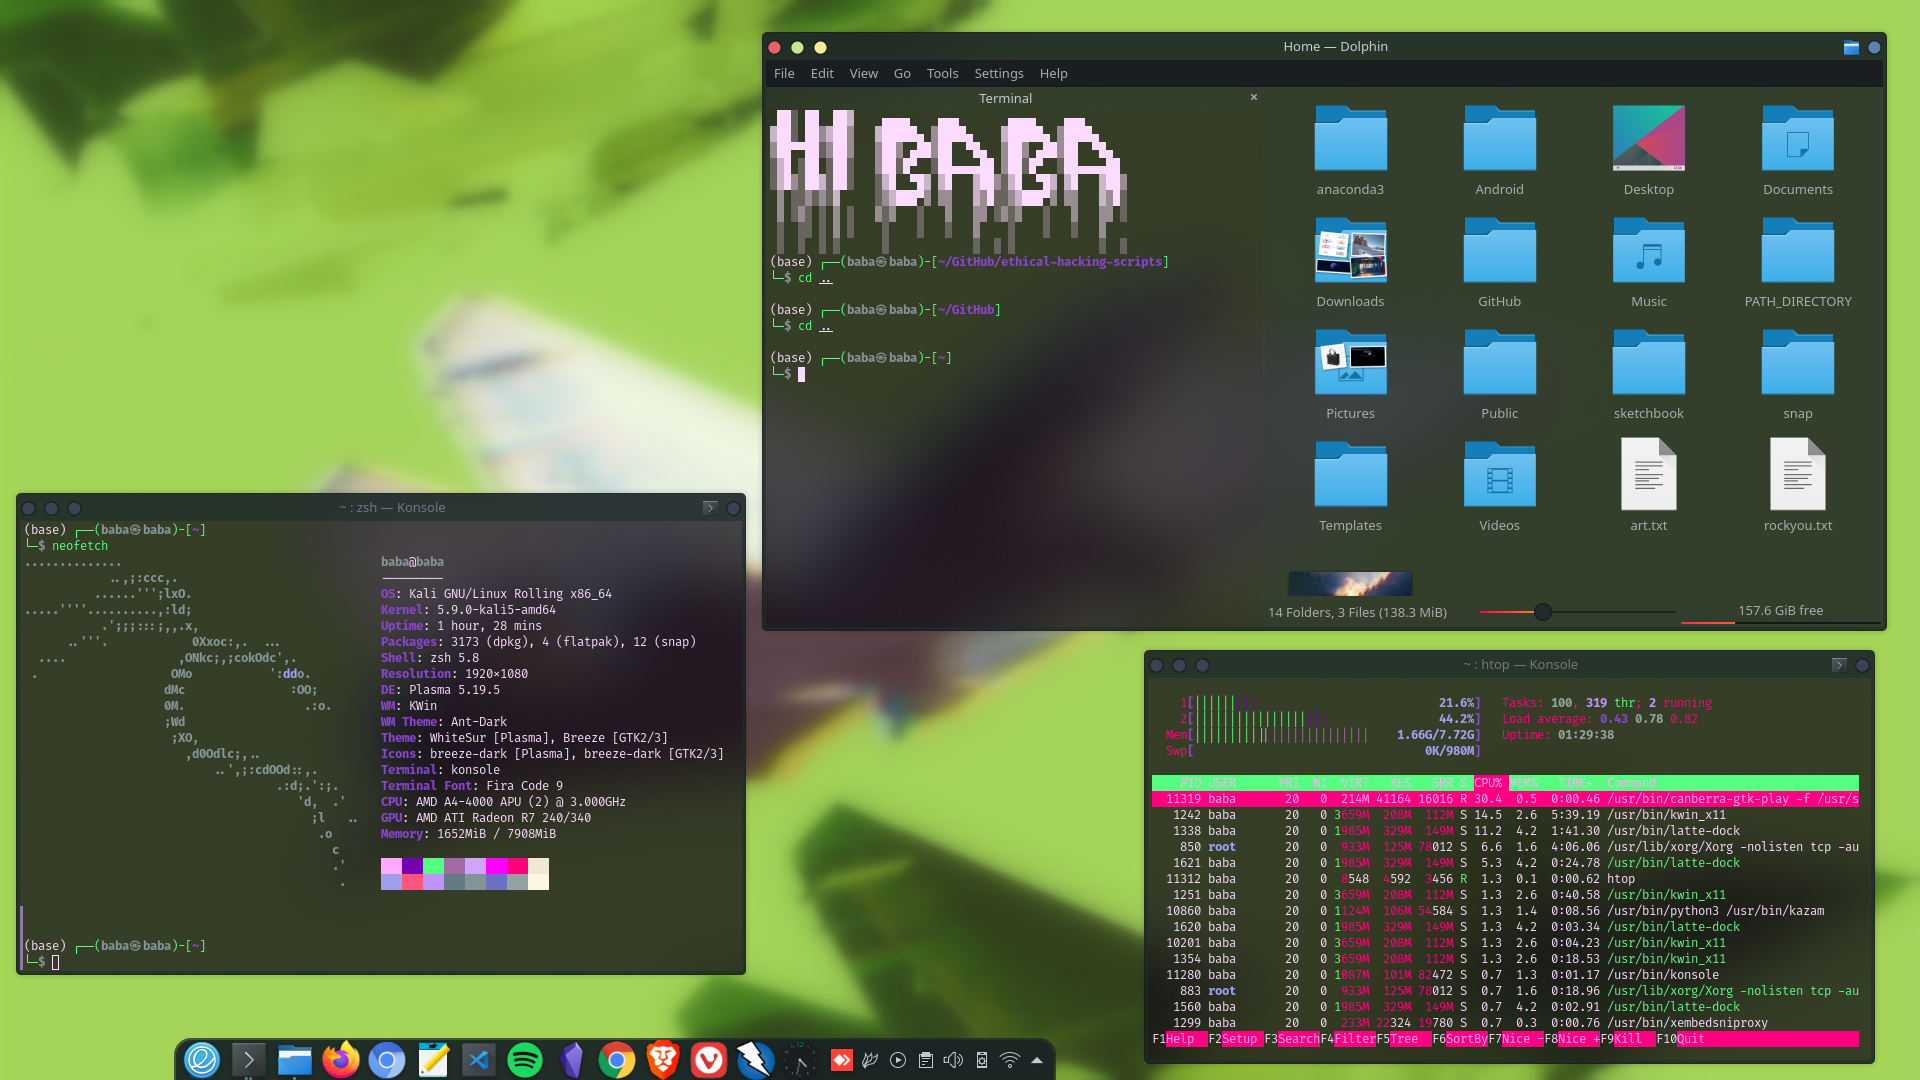 Home — Dolphin
File Edit View Go Tools Settings Help
Terminal
HI BABA
(base) ┌──(baba㉿baba)-[~/GitHub/ethical-hacking-scripts]
└─$ cd ..
(base) ┌──(baba㉿baba)-[~/GitHub]
└─$ cd ..
(base) ┌──(baba㉿baba)-[~]
└─$
anaconda3 Android Desktop Documents
Downloads GitHub Music PATH_DIRECTORY
Pictures Public sketchbook snap
Templates Videos art.txt rockyou.txt
14 Folders, 3 Files (138.3 MiB) 157.6 GiB free
~ : zsh — Konsole
(base) ┌──(baba㉿baba)-[~]
└─$ neofetch
baba@baba
OS: Kali GNU/Linux Rolling x86_64
Kernel: 5.9.0-kali5-amd64
Uptime: 1 hour, 28 mins
Packages: 3173 (dpkg), 4 (flatpak), 12 (snap)
Shell: zsh 5.8
Resolution: 1920×1080
DE: Plasma 5.19.5
WM: KWin
WM Theme: Ant-Dark
Theme: WhiteSur [Plasma], Breeze [GTK2/3]
Icons: breeze-dark [Plasma], breeze-dark [GTK2/3]
Terminal: konsole
Terminal Font: Fira Code 9
CPU: AMD A4-4000 APU (2) @ 3.000GHz
GPU: AMD ATI Radeon R7 240/340
Memory: 1652MiB / 7908MiB
(base) ┌──(baba㉿baba)-[~]
└─$
~ : htop — Konsole
1[ 21.6%] Tasks: 100, 319 thr; 2 running
2[ 44.2%] Load average: 0.43 0.78 0.82
Mem[ 1.66G/7.72G] Uptime: 01:29:38
Swp[ 0K/980M]
PID USER PRI NI VIRT RES SHR S CPU% MEM% TIME+ Command
11319 baba 20 0 214M 41164 16016 R 30.4 0.5 0:00.46 /usr/bin/canberra-gtk-play -f /usr/s
1242 baba 20 0 3659M 208M 112M S 14.5 2.6 5:39.19 /usr/bin/kwin_x11
1338 baba 20 0 1985M 329M 149M S 11.2 4.2 1:41.30 /usr/bin/latte-dock
850 root 20 0 933M 125M 78012 S 6.6 1.6 4:06.06 /usr/lib/xorg/Xorg -nolisten tcp -au
1621 baba 20 0 1985M 329M 149M S 5.3 4.2 0:24.78 /usr/bin/latte-dock
11312 baba 20 0 8548 4592 3456 R 1.3 0.1 0:00.62 htop
1251 baba 20 0 3659M 208M 112M S 1.3 2.6 0:40.58 /usr/bin/kwin_x11
10860 baba 20 0 1124M 106M 54584 S 1.3 1.4 0:08.56 /usr/bin/python3 /usr/bin/kazam
1620 baba 20 0 1985M 329M 149M S 1.3 4.2 0:03.34 /usr/bin/latte-dock
10201 baba 20 0 3659M 208M 112M S 1.3 2.6 0:04.23 /usr/bin/kwin_x11
1354 baba 20 0 3659M 208M 112M S 1.3 2.6 0:18.53 /usr/bin/kwin_x11
11280 baba 20 0 1087M 101M 82472 S 0.7 1.3 0:01.17 /usr/bin/konsole
883 root 20 0 933M 125M 78012 S 0.7 1.6 0:18.96 /usr/lib/xorg/Xorg -nolisten tcp -au
1560 baba 20 0 1985M 329M 149M S 0.7 4.2 0:02.91 /usr/bin/latte-dock
1299 baba 20 0 233M 22324 19780 S 0.7 0.3 0:00.76 /usr/bin/xembedsniproxy
F1Help F2Setup F3SearchF4FilterF5Tree F6SortByF7Nice -F8Nice +F9Kill F10Quit